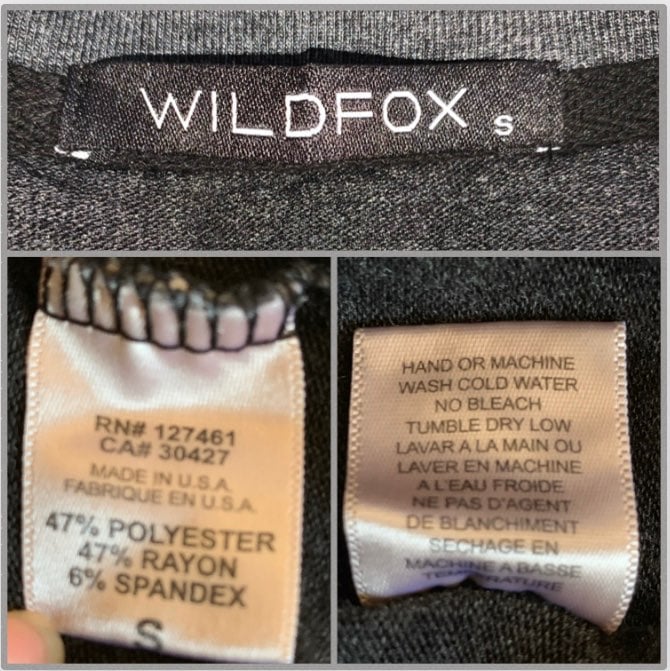 WILDFOX S
RN# 127461
CA# 30427
MADE IN U.S.A.
FABRIQUE EN U.S.A.
47% POLYESTER
47% RAYON
6% SPANDEX
S
HAND OR MACHINE
WASH COLD WATER
NO BLEACH
TUMBLE DRY LOW
LAVAR A LA MAIN OU
LAVER EN MACHINE
A L'EAU FROIDE
NE PAS D'AGENT
DE BLANCHIMENT
SECHAGE EN
MACHINE A BASSE
TEMPERATURE